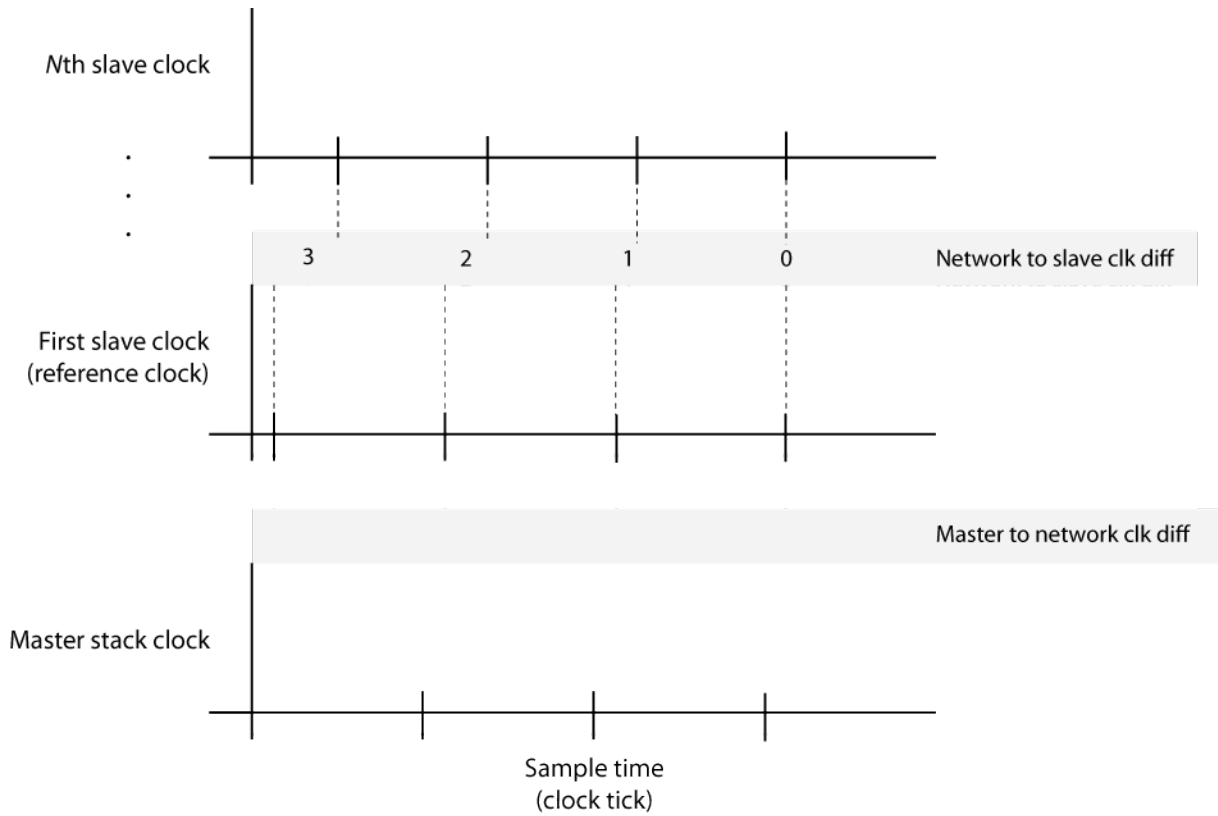 Nth slave clock
.
.
.
3 2 1 0 Network to slave clk diff
First slave clock
(reference clock)
Master to network clk diff
Master stack clock
Sample time
(clock tick)